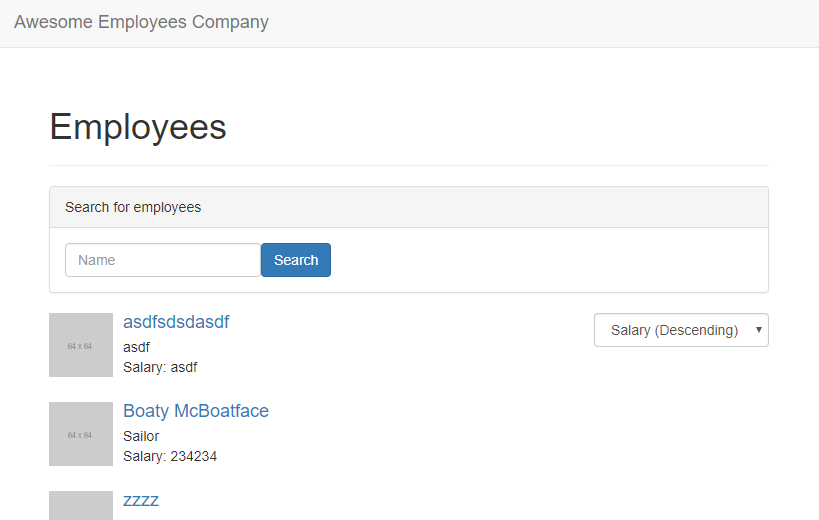 Awesome Employees Company
Employees
Search for employees
Name
Search
64 x 64
asdfsdsdasdf
asdf
Salary: asdf
Salary (Descending)
64 x 64
Boaty McBoatface
Sailor
Salary: 234234
zzzz